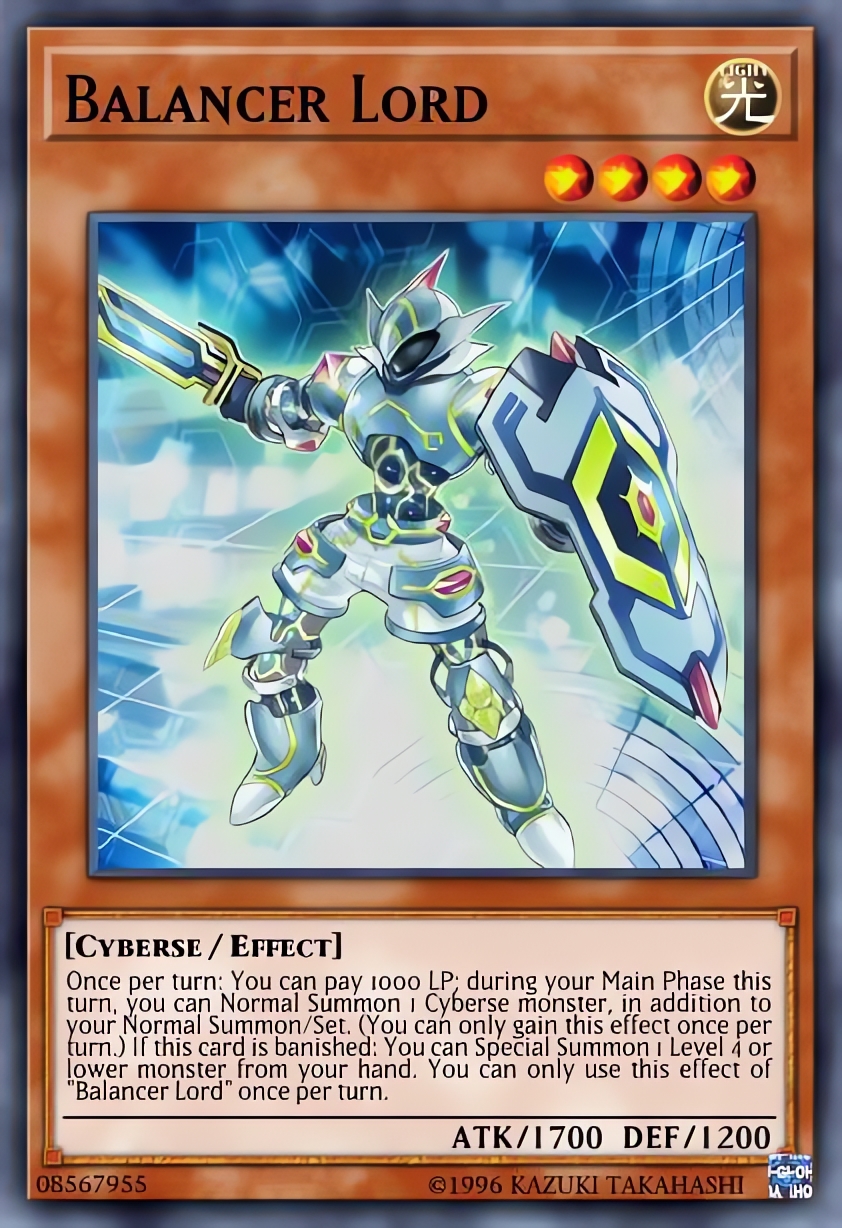 BALANCER LORD
光
[CYBERSE / EFFECT]
Once per turn: You can pay 1000 LP; during your Main Phase this
turn, you can Normal Summon 1 Cyberse monster, in addition to
your Normal Summon/Set. (You can only gain this effect once per
turn.) If this card is banished: You can Special Summon 1 Level 4 or
lower monster from your hand. You can only use this effect of
"Balancer Lord" once per turn.
ATK/1700 DEF/1200
08567955 ©1996 KAZUKI TAKAHASHI